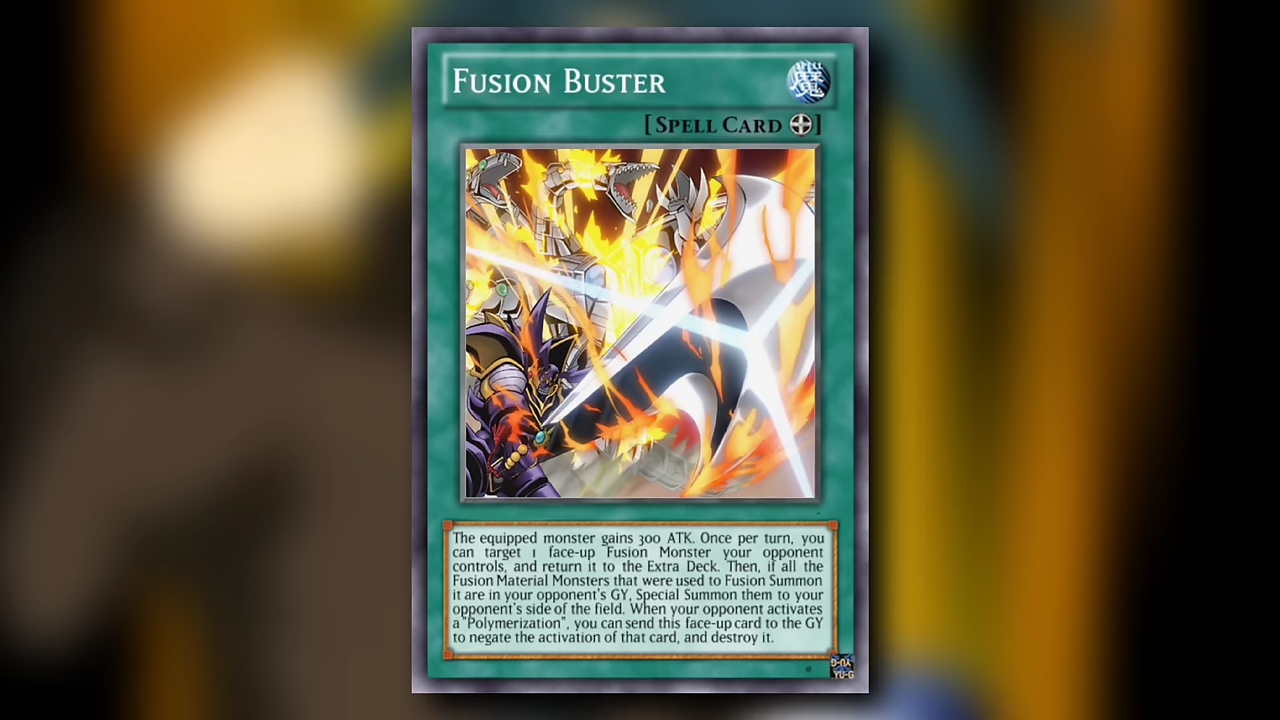 FUSION BUSTER
[SPELL CARD]
The equipped monster gains 300 ATK. Once per turn, you
can target 1 face-up Fusion Monster your opponent
controls, and return it to the Extra Deck. Then, if all the
Fusion Material Monsters that were used to Fusion Summon
it are in your opponent's GY, Special Summon them to your
opponent's side of the field. When your opponent activates
a "Polymerization", you can send this face-up card to the GY
to negate the activation of that card, and destroy it.